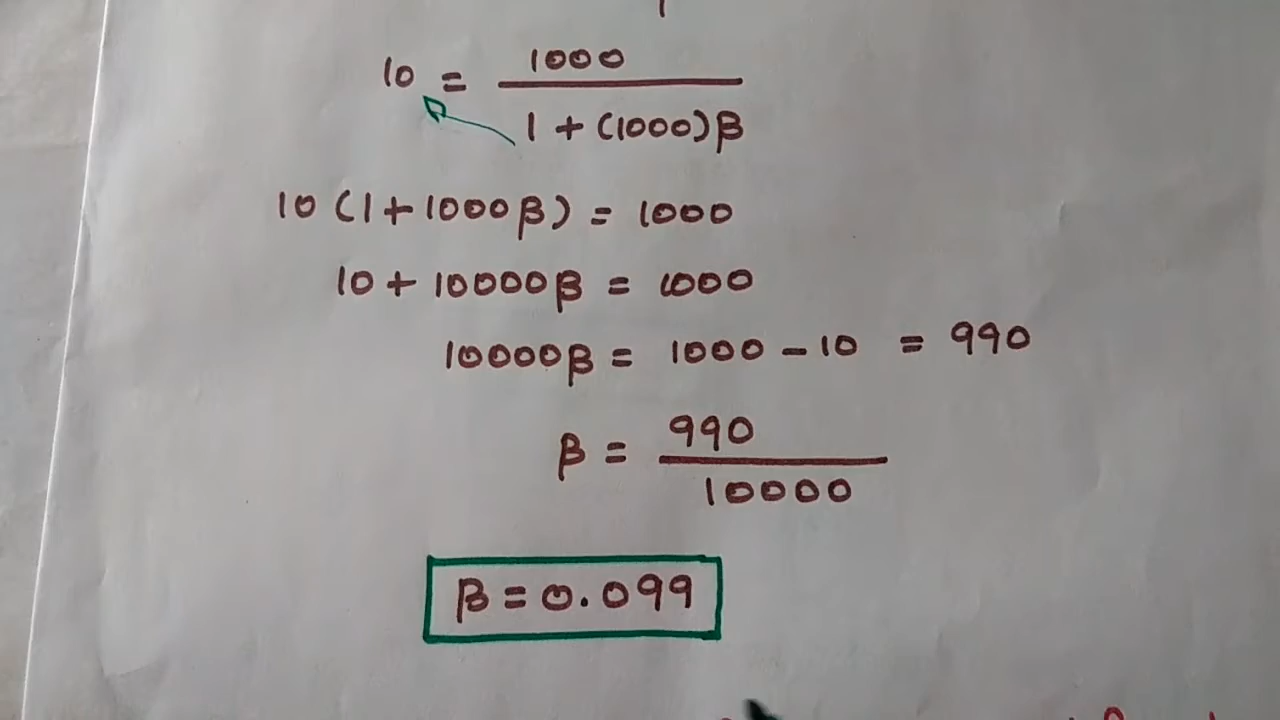 10 = 1000 / 1 + (1000)β
10 (1 + 1000β) = 1000
10 + 10000β = 1000
10000β = 1000 - 10 = 990
β = 990 / 10000
β = 0.099